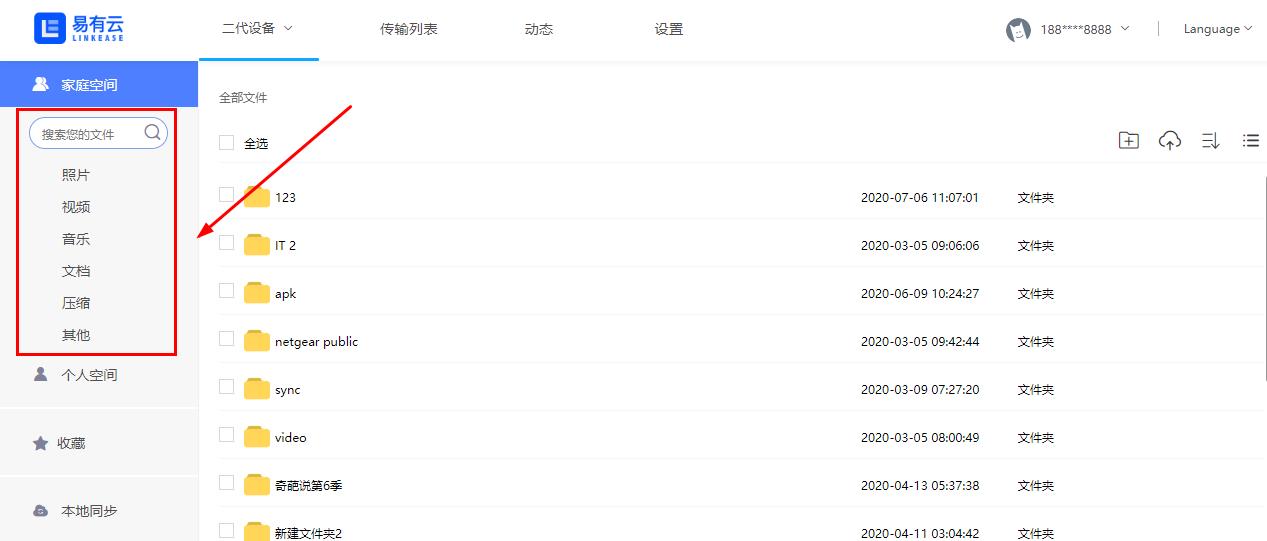 易有云
LINKEASE
二代设备
传输列表
动态
设置
188****8888
Language
家庭空间
搜索您的文件
照片
视频
音乐
文档
压缩
其他
个人空间
收藏
本地同步
全部文件
全选
123 2020-07-06 11:07:01 文件夹
IT 2 2020-03-05 09:06:06 文件夹
apk 2020-06-09 10:24:27 文件夹
netgear public 2020-03-05 09:42:44 文件夹
sync 2020-03-09 07:27:20 文件夹
video 2020-03-05 08:00:49 文件夹
奇葩说第6季 2020-04-13 05:37:38 文件夹
新建文件夹2 2020-04-11 03:04:42 文件夹